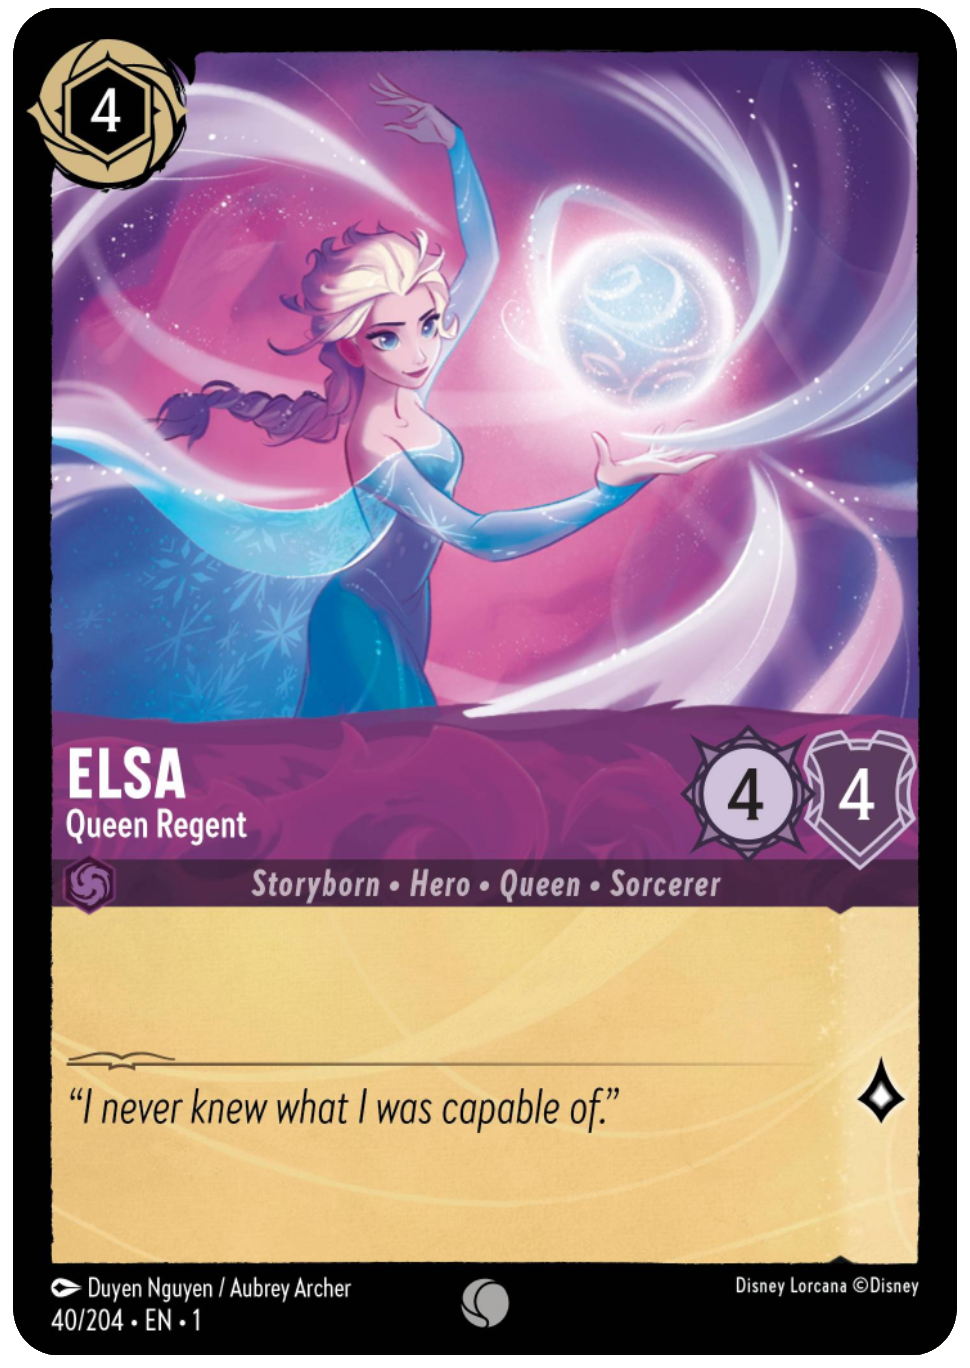 4
ELSA
Queen Regent
4
4
Storyborn • Hero • Queen • Sorcerer
“I never knew what I was capable of.”
Duyen Nguyen / Aubrey Archer
Disney Lorcana ©Disney
40/204 • EN • 1